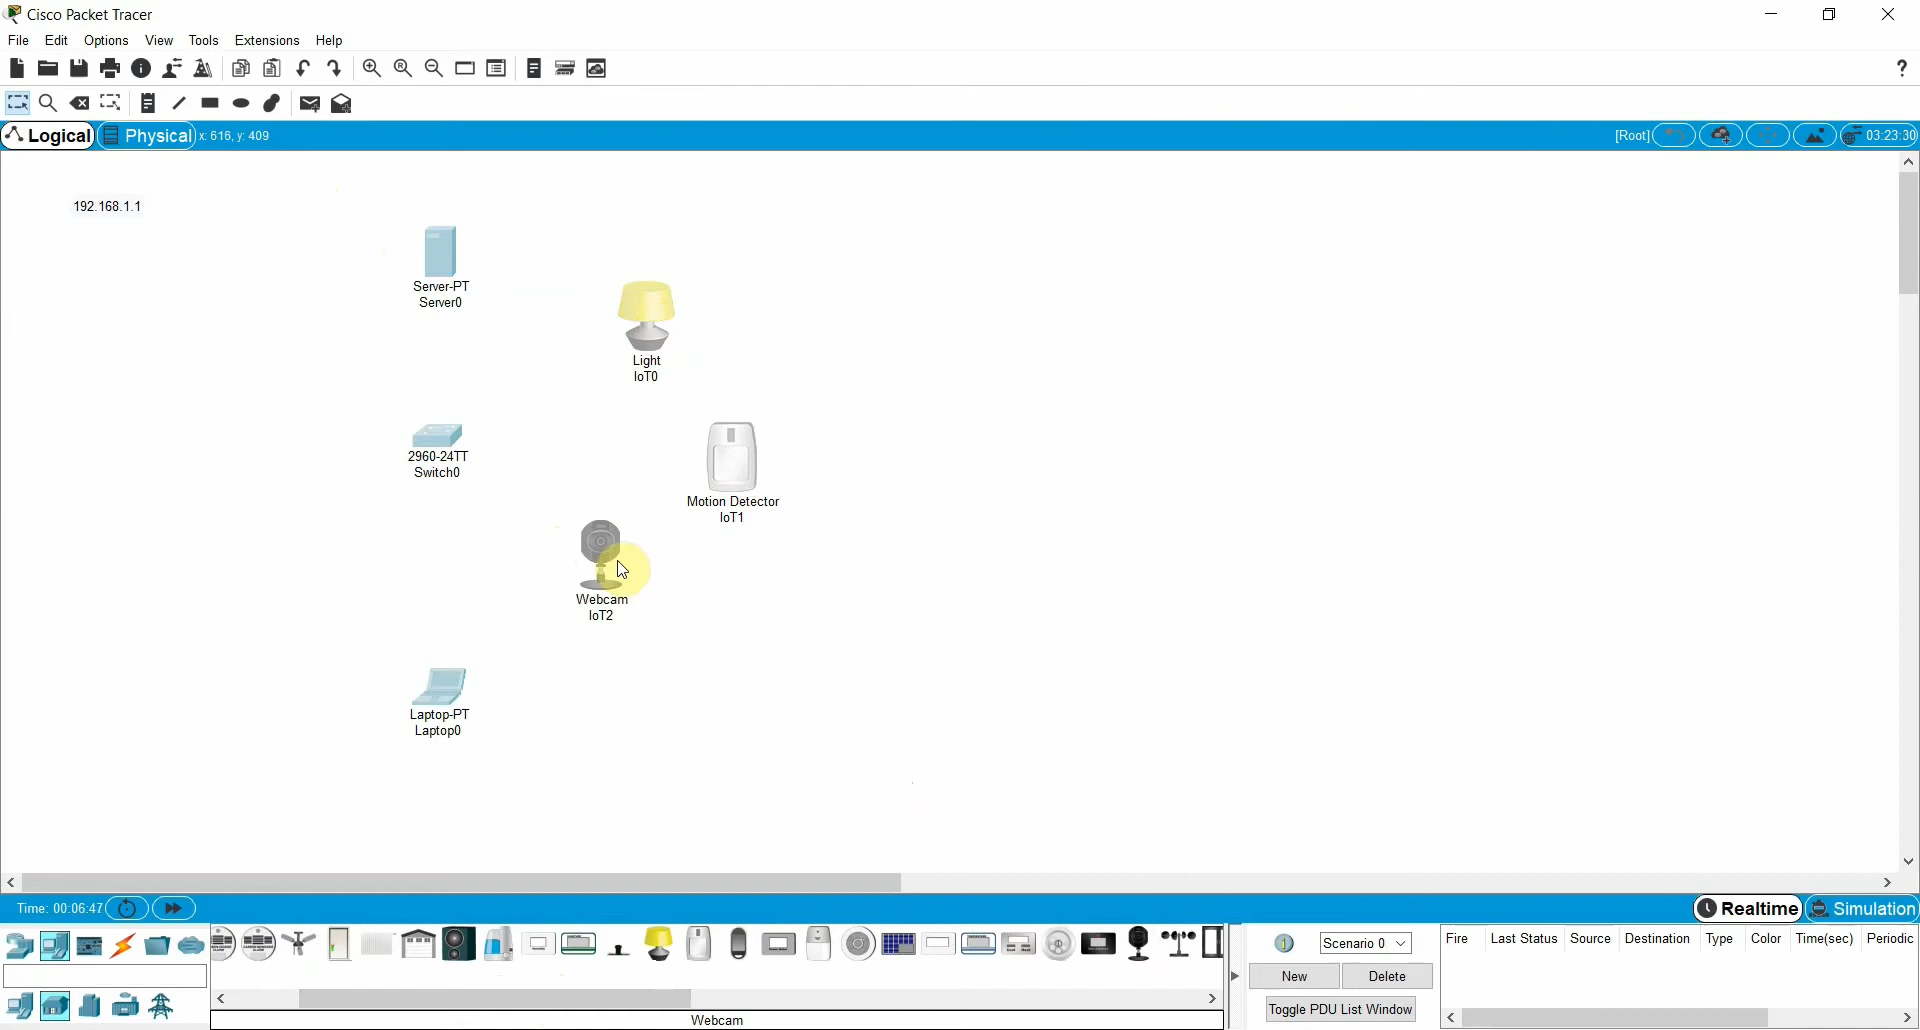 Cisco Packet Tracer
File Edit Options View Tools Extensions Help
?
Logical Physical x: 616, y: 409 [Root] 03:23:30
192.168.1.1
Server-PT
Server0
Light
IoT0
2960-24TT
Switch0
Motion Detector
IoT1
Webcam
IoT2
Laptop-PT
Laptop0
Time: 00:06:47 Realtime Simulation
Scenario 0
New Delete
Toggle PDU List Window
Fire Last Status Source Destination Type Color Time(sec) Periodic
Webcam